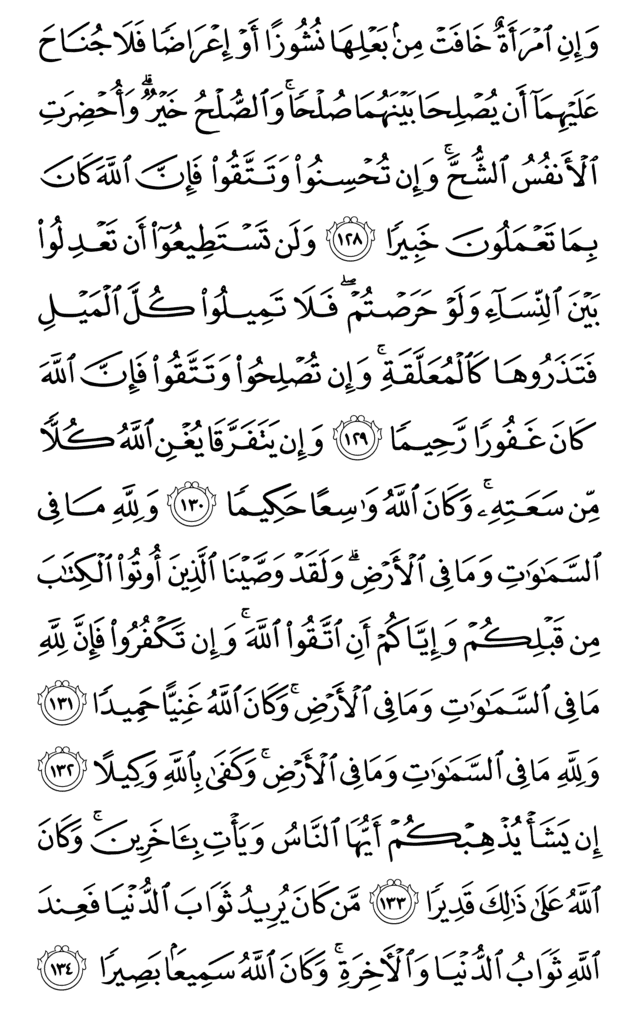 وَإِنِ ٱمۡرَأَةٌ خَافَتۡ مِنۢ بَعۡلِهَا نُشُوزًا أَوۡ إِعۡرَاضٗا فَلَا جُنَاحَ
عَلَيۡهِمَآ أَن يُصۡلِحَا بَيۡنَهُمَا صُلۡحٗاۚ وَٱلصُّلۡحُ خَيۡرٞۗ وَأُحۡضِرَتِ
ٱلۡأَنفُسُ ٱلشُّحَّۚ وَإِن تُحۡسِنُواْ وَتَتَّقُواْ فَإِنَّ ٱللَّهَ كَانَ
بِمَا تَعۡمَلُونَ خَبِيرٗا ١٢٨ وَلَن تَسۡتَطِيعُوٓاْ أَن تَعۡدِلُواْ
بَيۡنَ ٱلنِّسَآءِ وَلَوۡ حَرَصۡتُمۡۖ فَلَا تَمِيلُواْ كُلَّ ٱلۡمَيۡلِ
فَتَذَرُوهَا كَٱلۡمُعَلَّقَةِۚ وَإِن تُصۡلِحُواْ وَتَتَّقُواْ فَإِنَّ ٱللَّهَ
كَانَ غَفُورٗا رَّحِيمٗا ١٢٩ وَإِن يَتَفَرَّقَا يُغۡنِ ٱللَّهُ كُلّٗا
مِّن سَعَتِهِۦۚ وَكَانَ ٱللَّهُ وَٰسِعًا حَكِيمٗا ١٣٠ وَلِلَّهِ مَا فِي
ٱلسَّمَٰوَٰتِ وَمَا فِي ٱلۡأَرۡضِۗ وَلَقَدۡ وَصَّيۡنَا ٱلَّذِينَ أُوتُواْ ٱلۡكِتَٰبَ
مِن قَبۡلِكُمۡ وَإِيَّاكُمۡ أَنِ ٱتَّقُواْ ٱللَّهَۚ وَإِن تَكۡفُرُواْ فَإِنَّ لِلَّهِ
مَا فِي ٱلسَّمَٰوَٰتِ وَمَا فِي ٱلۡأَرۡضِۚ وَكَانَ ٱللَّهُ غَنِيًّا حَمِيدٗا ١٣١
وَلِلَّهِ مَا فِي ٱلسَّمَٰوَٰتِ وَمَا فِي ٱلۡأَرۡضِۚ وَكَفَىٰ بِٱللَّهِ وَكِيلًا ١٣٢
إِن يَشَأۡ يُذۡهِبۡكُمۡ أَيُّهَا ٱلنَّاسُ وَيَأۡتِ بِـَٔاخَرِينَۚ وَكَانَ
ٱللَّهُ عَلَىٰ ذَٰلِكَ قَدِيرٗا ١٣٣ مَّن كَانَ يُرِيدُ ثَوَابَ ٱلدُّنۡيَا فَعِندَ
ٱللَّهِ ثَوَابُ ٱلدُّنۡيَا وَٱلۡأٓخِرَةِۚ وَكَانَ ٱللَّهُ سَمِيعَۢا بَصِيرٗا ١٣٤